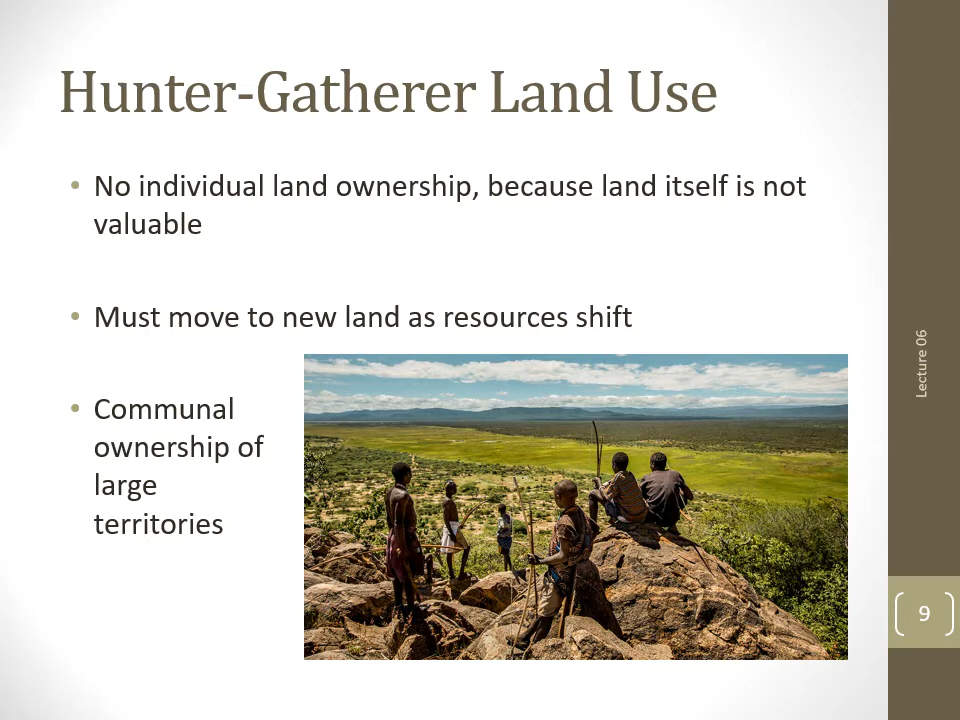 Hunter-Gatherer Land Use
• No individual land ownership, because land itself is not
valuable
• Must move to new land as resources shift
• Communal
ownership of
large
territories
Lecture 06
9